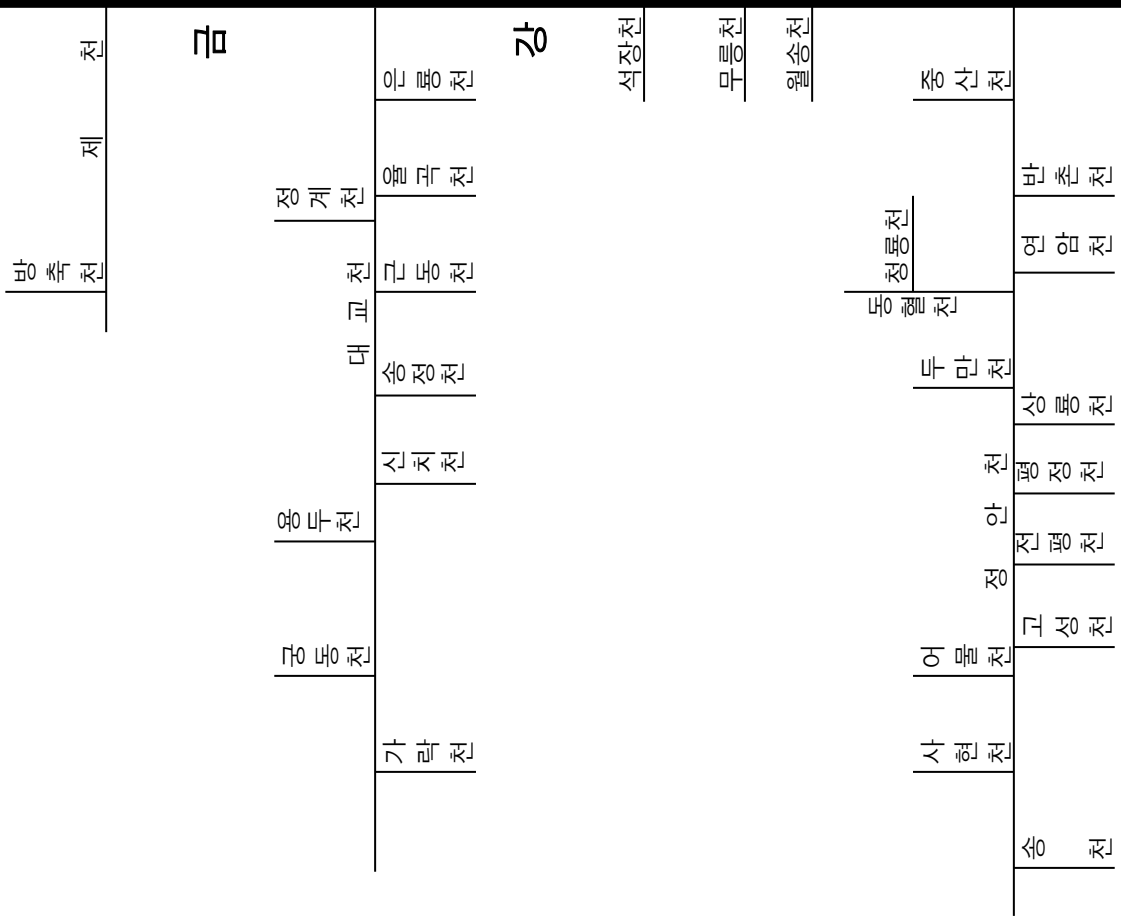 금 강
제 천
방축천
은룡천
율곡천
정계천
근동천
대교천
송정천
신치천
용두천
궁동천
가락천
석장천
무릉천
월송천
중산천
반촌천
연암천
청룡천
동혈천
두만천
상룡천
평정천
전평천
정안천
고성천
어물천
사현천
송 천